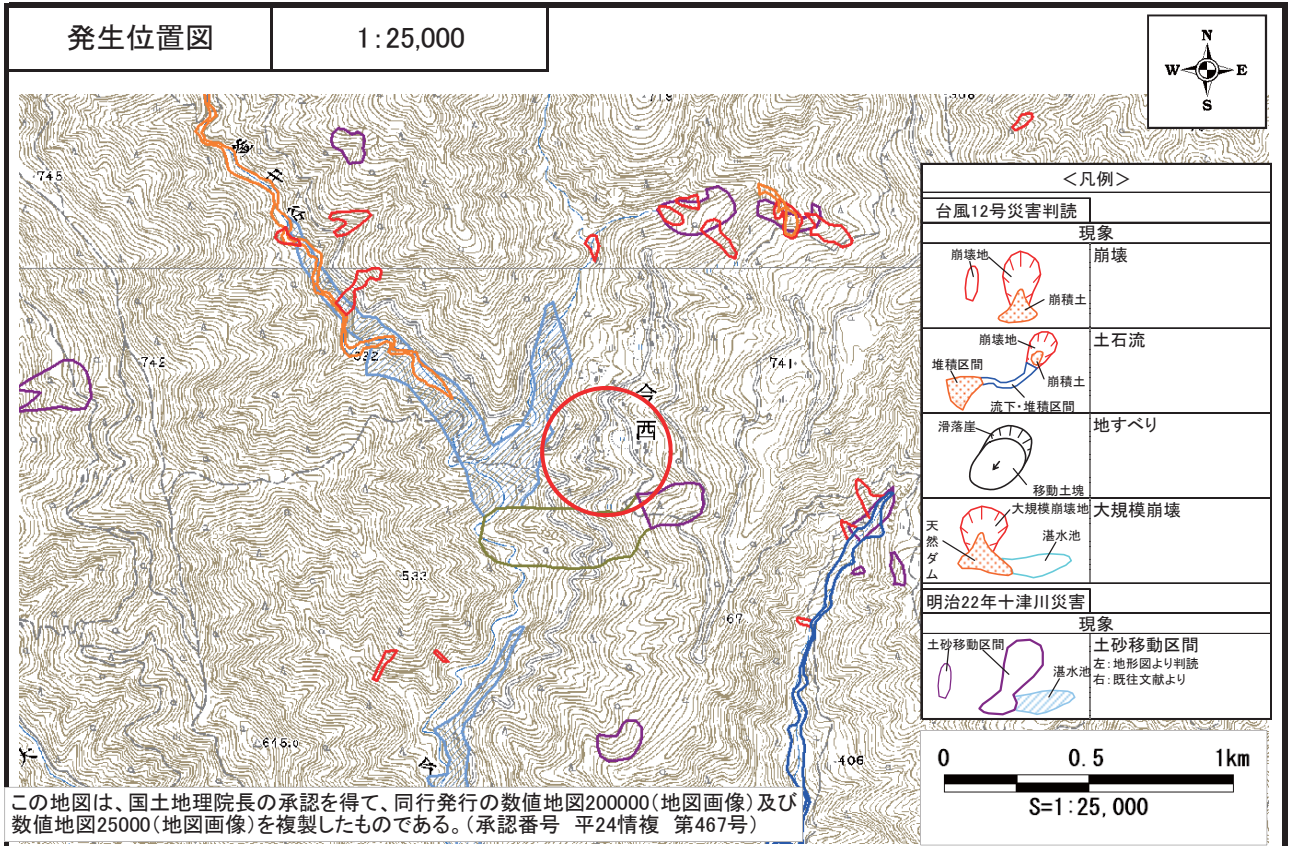 発生位置図
1:25,000
N
W
E
S
719
745
742
741
532
533
今西
67
645.0
406
今
<凡例>
台風12号災害判読
現象
崩壊地
崩積土
崩壊
崩壊地
堆積区間
崩積土
流下・堆積区間
土石流
滑落崖
移動土塊
地すべり
大規模崩壊地
天然ダム
湛水池
大規模崩壊
明治22年十津川災害
現象
土砂移動区間
湛水池
土砂移動区間
左:地形図より判読
右:既往文献より
0 0.5 1km
S=1:25,000
この地図は、国土地理院長の承認を得て、同行発行の数値地図200000(地図画像)及び
数値地図25000(地図画像)を複製したものである。(承認番号 平24情複 第467号)